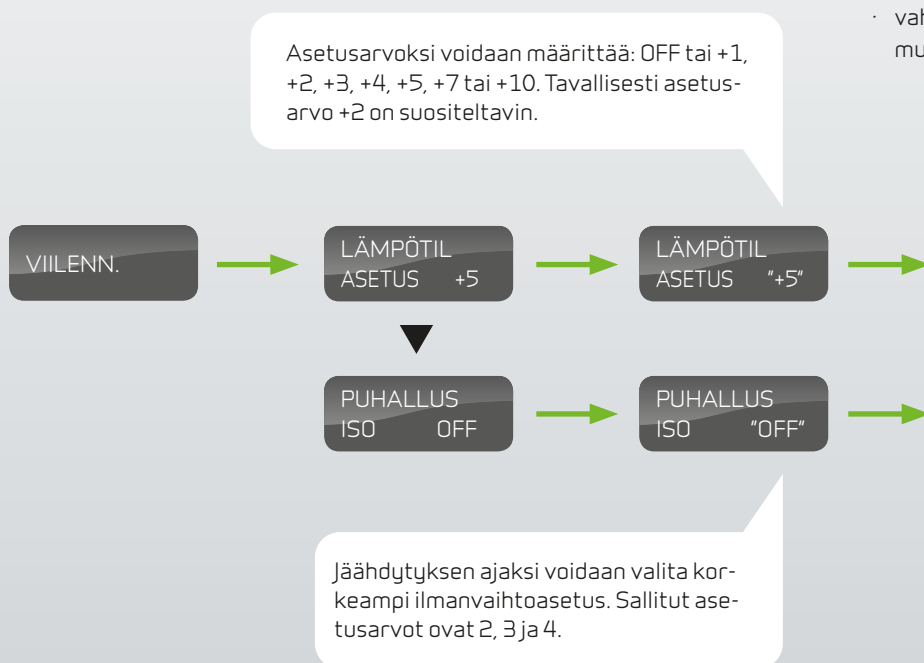 Asetusarvoksi voidaan määrittää: OFF tai +1,
+2, +3, +4, +5, +7 tai +10. Tavallisesti asetus-
arvo +2 on suositeltavin.
VIILENN.
LÄMPÖTIL
ASETUS +5
LÄMPÖTIL
ASETUS "+5"
PUHALLUS
ISO OFF
PUHALLUS
ISO "OFF"
Jäähdytyksen ajaksi voidaan valita kor-
keampi ilmanvaihtoasetus. Sallitut ase-
tusarvot ovat 2, 3 ja 4.